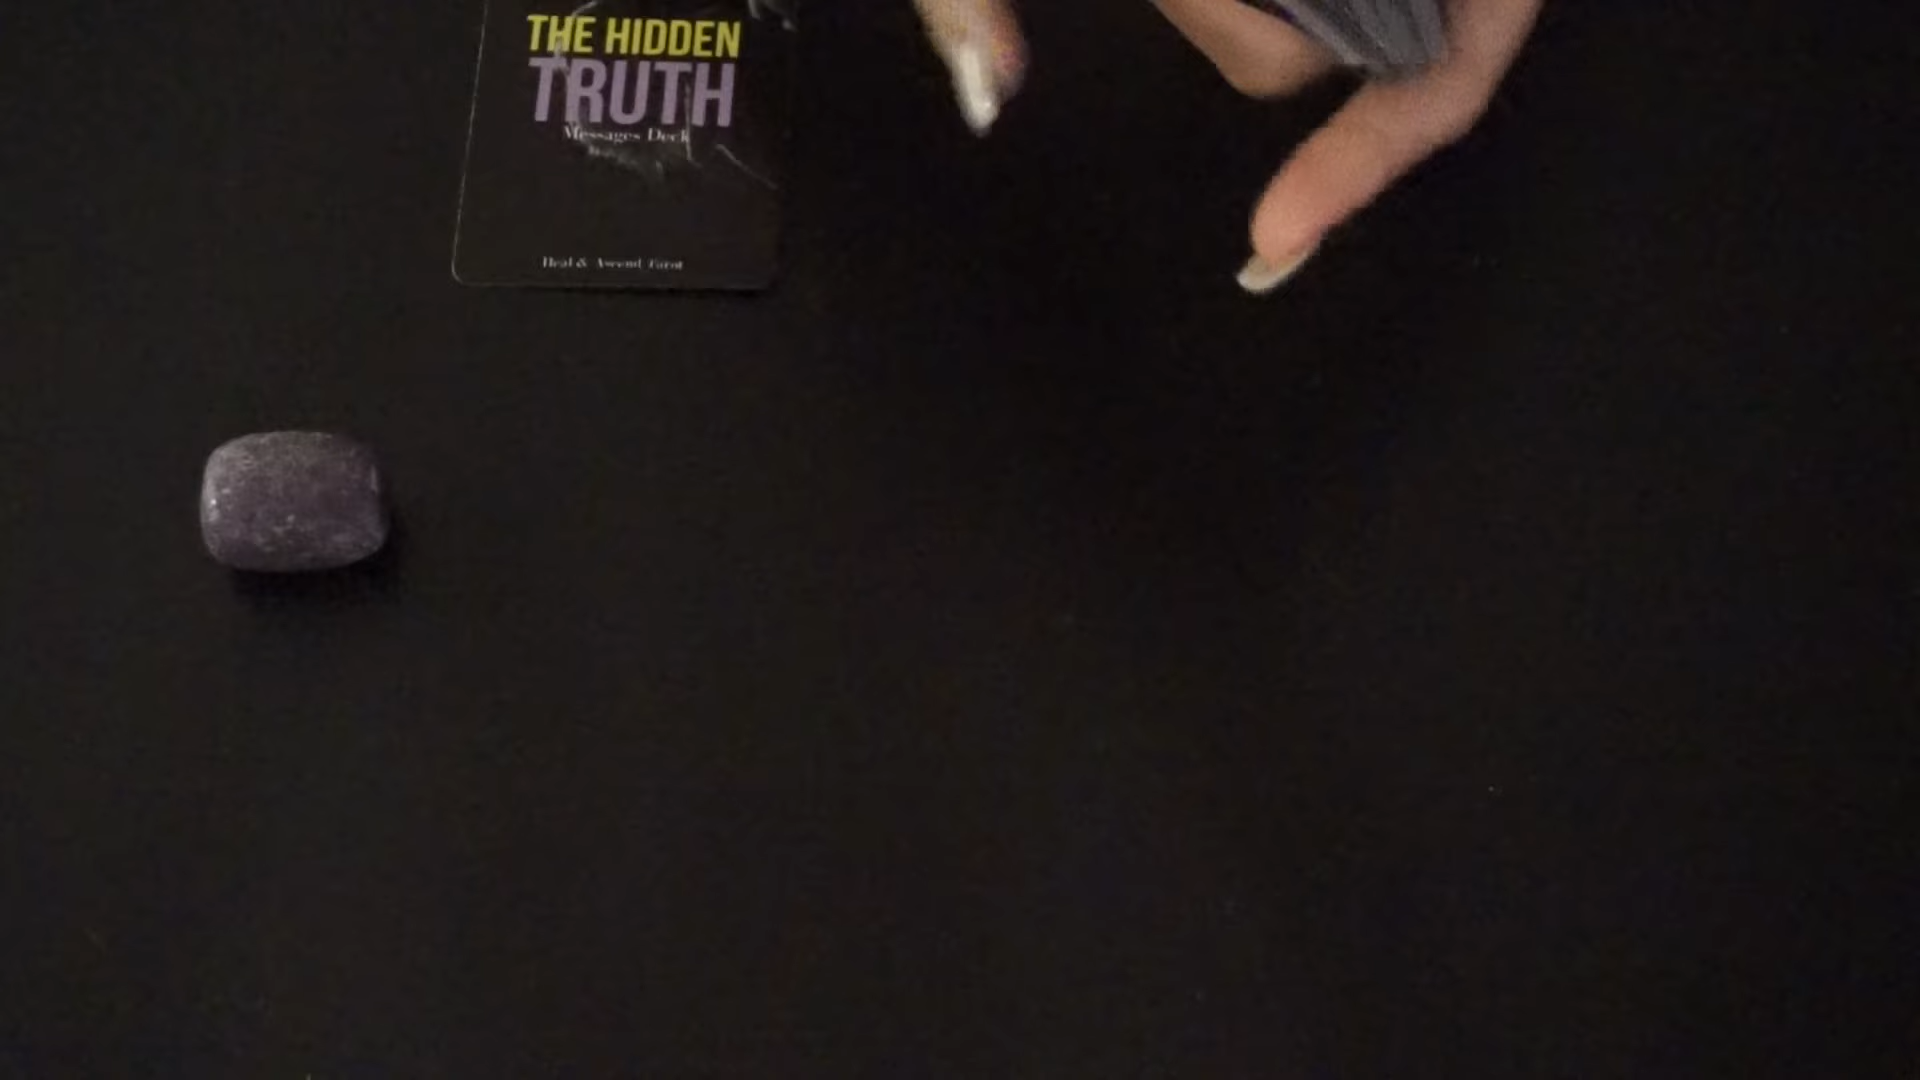 THE HIDDEN
TRUTH
Messages Deck
Heal & Ascend Tarot